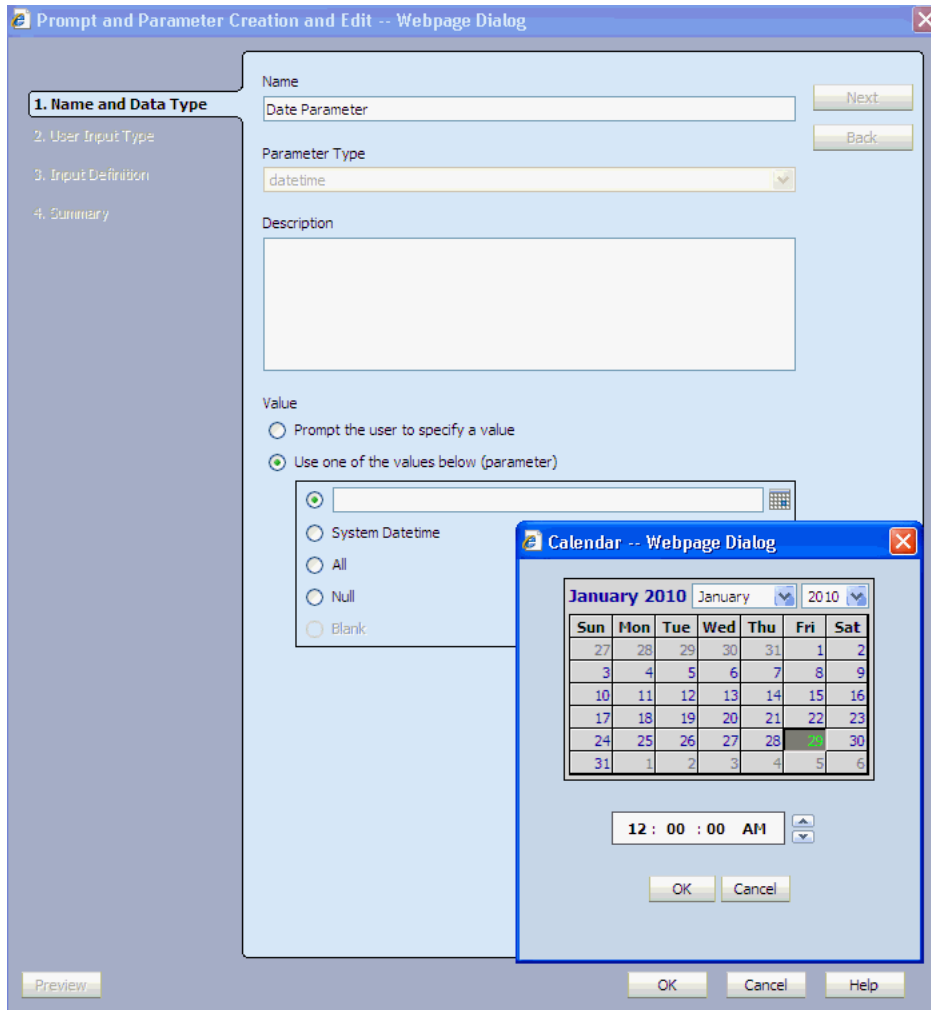 Prompt and Parameter Creation and Edit -- Webpage Dialog
1. Name and Data Type
2. User Input Type
3. Input Definition
4. Summary
Name
Date Parameter
Next
Back
Parameter Type
datetime
Description
Value
Prompt the user to specify a value
Use one of the values below (parameter)
System Datetime
All
Null
Blank
Calendar -- Webpage Dialog
January 2010 January 2010
Sun Mon Tue Wed Thu Fri Sat
27 28 29 30 31 1 2
3 4 5 6 7 8 9
10 11 12 13 14 15 16
17 18 19 20 21 22 23
24 25 26 27 28 29 30
31 1 2 3 4 5 6
12 : 00 : 00 AM
OK Cancel
Preview
OK Cancel Help